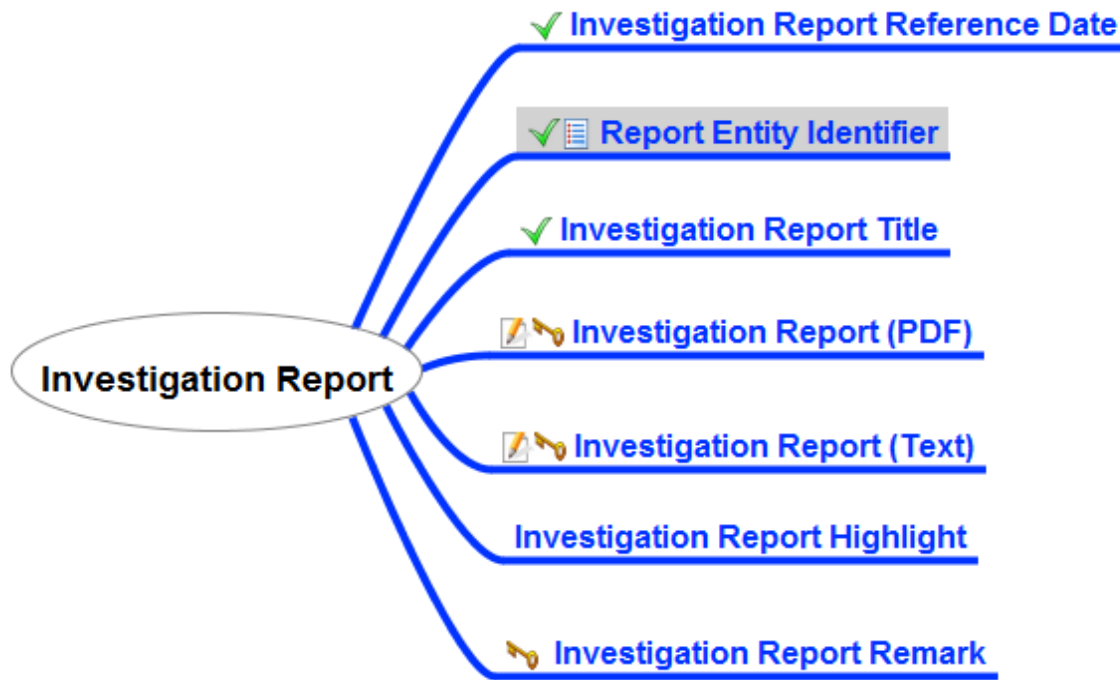 Investigation Report Reference Date
Report Entity Identifier
Investigation Report Title
Investigation Report (PDF)
Investigation Report
Investigation Report (Text)
Investigation Report Highlight
Investigation Report Remark